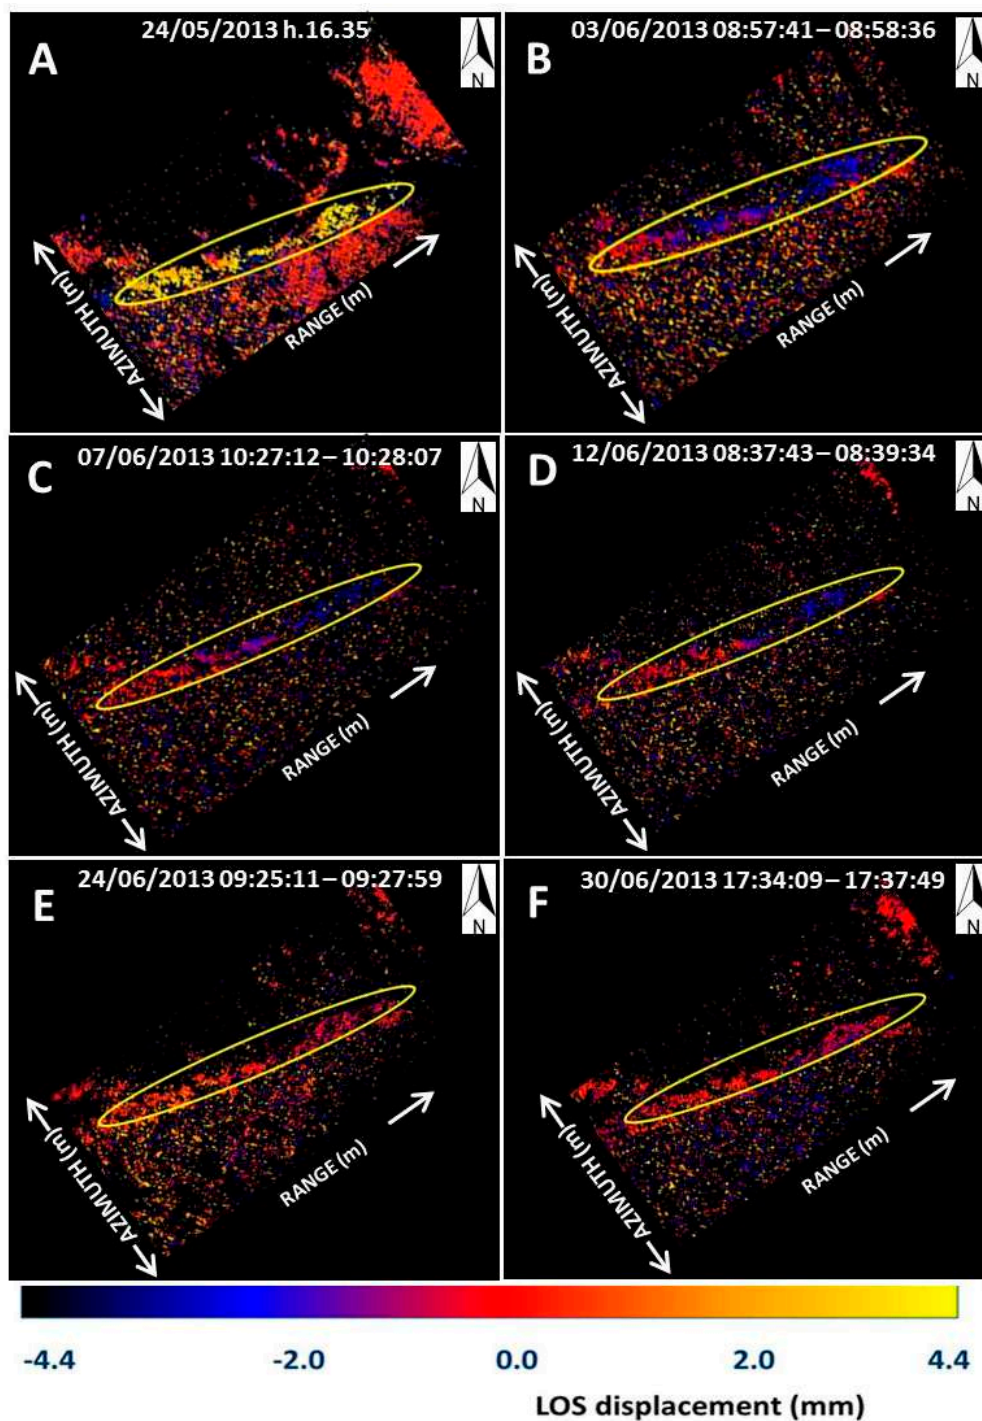 A
24/05/2013 h.16.35
N
AZIMUTH (m)
RANGE (m)
B
03/06/2013 08:57:41 – 08:58:36
N
AZIMUTH (m)
RANGE (m)
C
07/06/2013 10:27:12 – 10:28:07
N
AZIMUTH (m)
RANGE (m)
D
12/06/2013 08:37:43 – 08:39:34
N
AZIMUTH (m)
RANGE (m)
E
24/06/2013 09:25:11 – 09:27:59
N
AZIMUTH (m)
RANGE (m)
F
30/06/2013 17:34:09 – 17:37:49
N
AZIMUTH (m)
RANGE (m)
-4.4 -2.0 0.0 2.0 4.4
LOS displacement (mm)